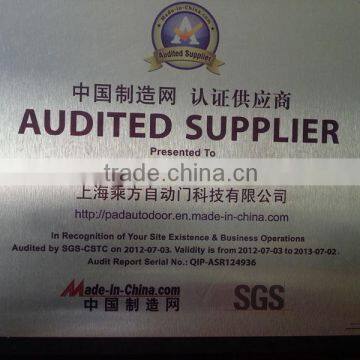 Made-in-China.com
Audited Supplier
中国制造网 认证供应商
AUDITED SUPPLIER
Presented To
trade.china.cn
上海乘方自动门科技有限公司
http://padautodoor.en.made-in-china.com
In Recognition of Your Site Existence & Business Operations
Audited by SGS-CSTC on 2012-07-03. Validity is from 2012-07-03 to 2013-07-02.
Audit Report Serial No.: QIP-ASR124936
Made-in-China.com
中国制造网
SGS